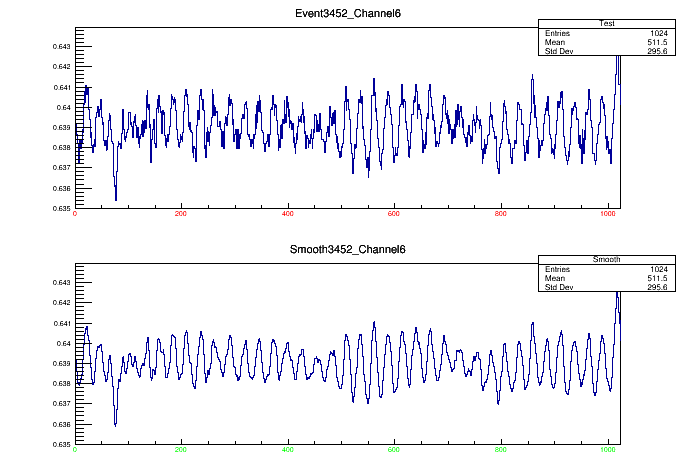 Event3452_Channel6
Test
Entries 1024
Mean 511.5
Std Dev 295.6
0.643
0.642
0.641
0.64
0.639
0.638
0.637
0.636
0.635
0 200 400 600 800 1000
Smooth3452_Channel6
Smooth
Entries 1024
Mean 511.5
Std Dev 295.6
0.643
0.642
0.641
0.64
0.639
0.638
0.637
0.636
0.635
0 200 400 600 800 1000